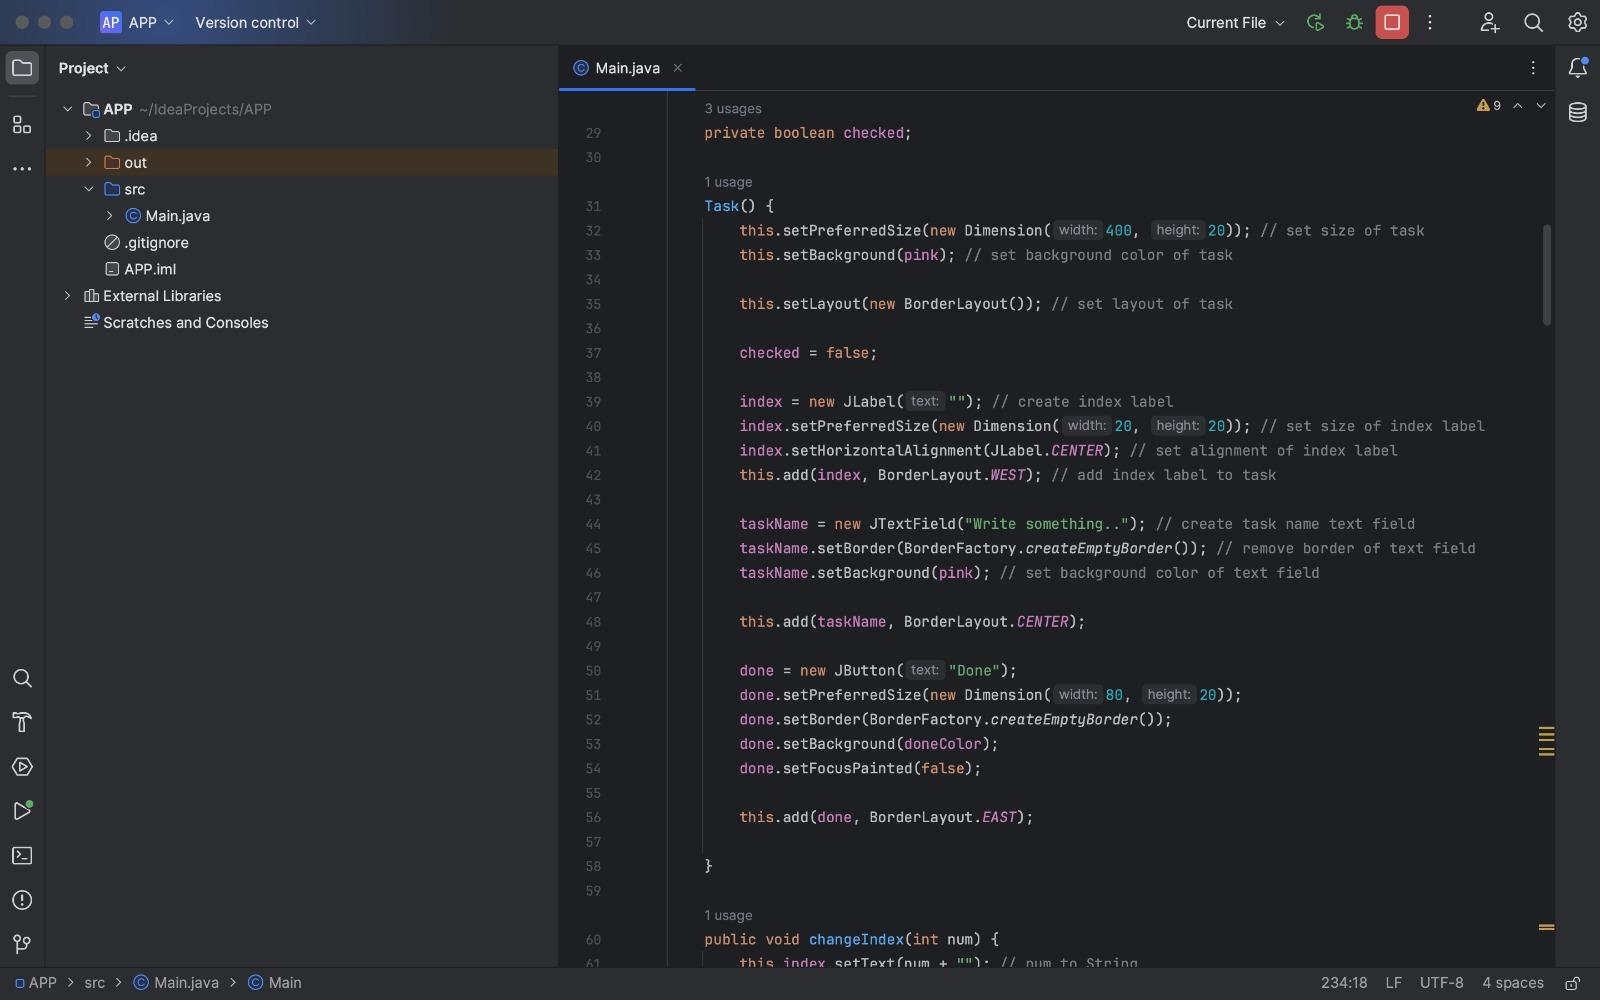 AP APP Version control Current File
Project
Main.java
APP ~/IdeaProjects/APP
.idea
out
src
Main.java
.gitignore
APP.iml
External Libraries
Scratches and Consoles
9
3 usages
29 private boolean checked;
30
1 usage
31 Task() {
32 this.setPreferredSize(new Dimension( width: 400, height: 20)); // set size of task
33 this.setBackground(pink); // set background color of task
34
35 this.setLayout(new BorderLayout()); // set layout of task
36
37 checked = false;
38
39 index = new JLabel( text: ""); // create index label
40 index.setPreferredSize(new Dimension( width: 20, height: 20)); // set size of index label
41 index.setHorizontalAlignment(JLabel.CENTER); // set alignment of index label
42 this.add(index, BorderLayout.WEST); // add index label to task
43
44 taskName = new JTextField("Write something.."); // create task name text field
45 taskName.setBorder(BorderFactory.createEmptyBorder()); // remove border of text field
46 taskName.setBackground(pink); // set background color of text field
47
48 this.add(taskName, BorderLayout.CENTER);
49
50 done = new JButton( text: "Done");
51 done.setPreferredSize(new Dimension( width: 80, height: 20));
52 done.setBorder(BorderFactory.createEmptyBorder());
53 done.setBackground(doneColor);
54 done.setFocusPainted(false);
55
56 this.add(done, BorderLayout.EAST);
57
58 }
59
1 usage
60 public void changeIndex(int num) {
61 this.index.setText(num + ""); // num to String
APP src Main.java Main 234:18 LF UTF-8 4 spaces